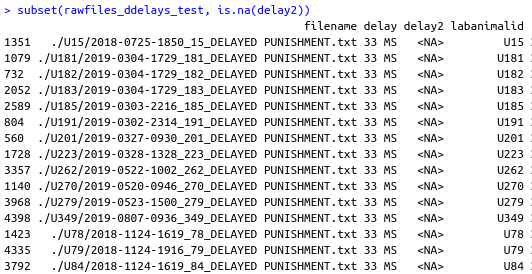 > subset(rawfiles_ddelays_test, is.na(delay2))
filename delay delay2 labanimalid
1351 ./U15/2018-0725-1850_15_DELAYED PUNISHMENT.txt 33 MS <NA> U15
1079 ./U181/2019-0304-1729_181_DELAYED PUNISHMENT.txt 33 MS <NA> U181
732 ./U182/2019-0304-1729_182_DELAYED PUNISHMENT.txt 33 MS <NA> U182
2052 ./U183/2019-0304-1729_183_DELAYED PUNISHMENT.txt 33 MS <NA> U183
2589 ./U185/2019-0303-2216_185_DELAYED PUNISHMENT.txt 33 MS <NA> U185
804 ./U191/2019-0302-2314_191_DELAYED PUNISHMENT.txt 33 MS <NA> U191
560 ./U201/2019-0327-0930_201_DELAYED PUNISHMENT.txt 33 MS <NA> U201
1728 ./U223/2019-0328-1328_223_DELAYED PUNISHMENT.txt 33 MS <NA> U223
3357 ./U262/2019-0522-1002_262_DELAYED PUNISHMENT.txt 33 MS <NA> U262
1140 ./U270/2019-0520-0946_270_DELAYED PUNISHMENT.txt 33 MS <NA> U270
3968 ./U279/2019-0523-1500_279_DELAYED PUNISHMENT.txt 33 MS <NA> U279
4398 ./U349/2019-0807-0936_349_DELAYED PUNISHMENT.txt 33 MS <NA> U349
1423 ./U78/2018-1124-1619_78_DELAYED PUNISHMENT.txt 33 MS <NA> U78
4335 ./U79/2018-1124-1916_79_DELAYED PUNISHMENT.txt 33 MS <NA> U79
3792 ./U84/2018-1124-1619_84_DELAYED PUNISHMENT.txt 33 MS <NA> U84